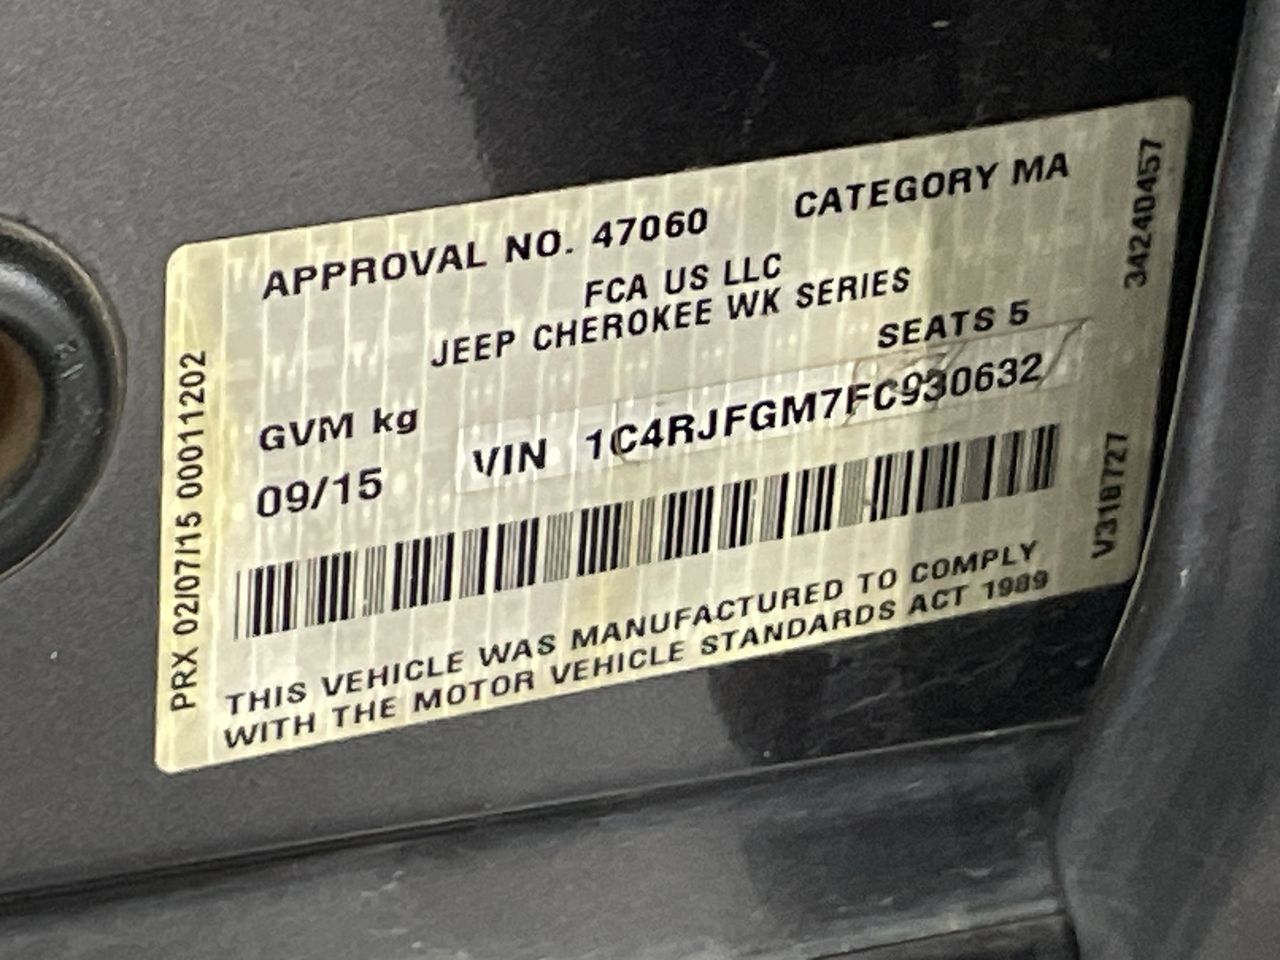 APPROVAL NO. 47060 CATEGORY MA
FCA US LLC
JEEP CHEROKEE WK SERIES
SEATS 5
GVM kg
09/15
VIN 1C4RJFGM7FC930632
THIS VEHICLE WAS MANUFACTURED TO COMPLY
WITH THE MOTOR VEHICLE STANDARDS ACT 1989
PRX 02/07/15 00011202
34240457
V318727